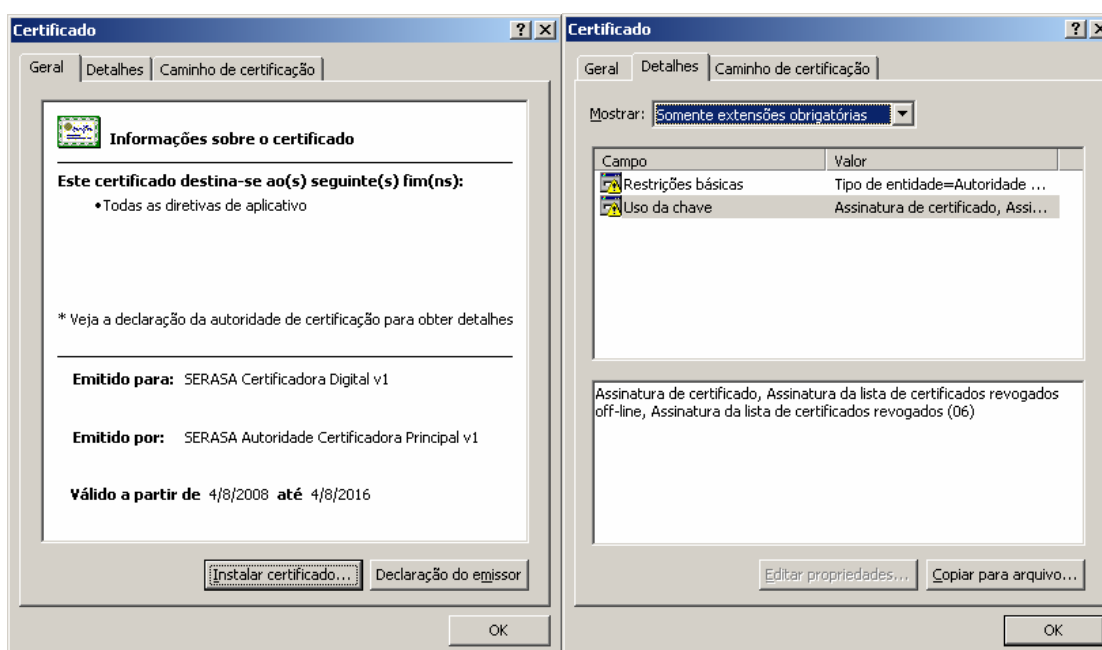 Certificado
Geral Detalhes Caminho de certificação
Informações sobre o certificado
Este certificado destina-se ao(s) seguinte(s) fim(ns):
•Todas as diretivas de aplicativo
* Veja a declaração da autoridade de certificação para obter detalhes
Emitido para: SERASA Certificadora Digital v1
Emitido por: SERASA Autoridade Certificadora Principal v1
Válido a partir de 4/8/2008 até 4/8/2016
Instalar certificado... Declaração do emissor
OK
Certificado
Geral Detalhes Caminho de certificação
Mostrar: Somente extensões obrigatórias
Campo Valor
Restrições básicas Tipo de entidade=Autoridade ...
Uso da chave Assinatura de certificado, Assi...
Assinatura de certificado, Assinatura da lista de certificados revogados
off-line, Assinatura da lista de certificados revogados (06)
Editar propriedades... Copiar para arquivo...
OK